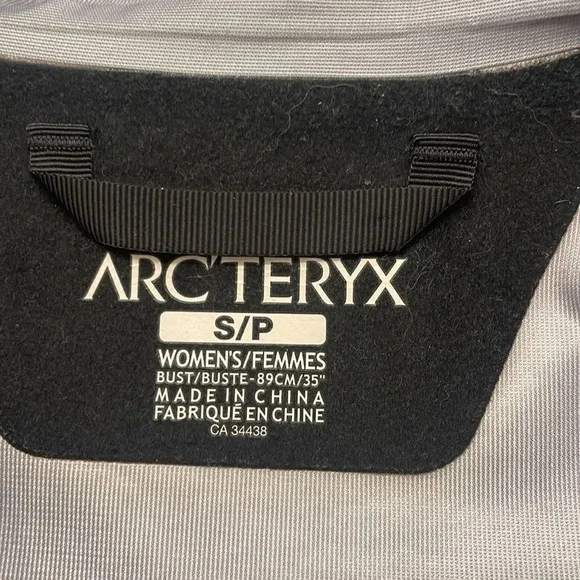 ARC'TERYX
S/P
WOMEN'S/FEMMES
BUST/BUSTE-89CM/35"
MADE IN CHINA
FABRIQUÉ EN CHINE
CA 34438